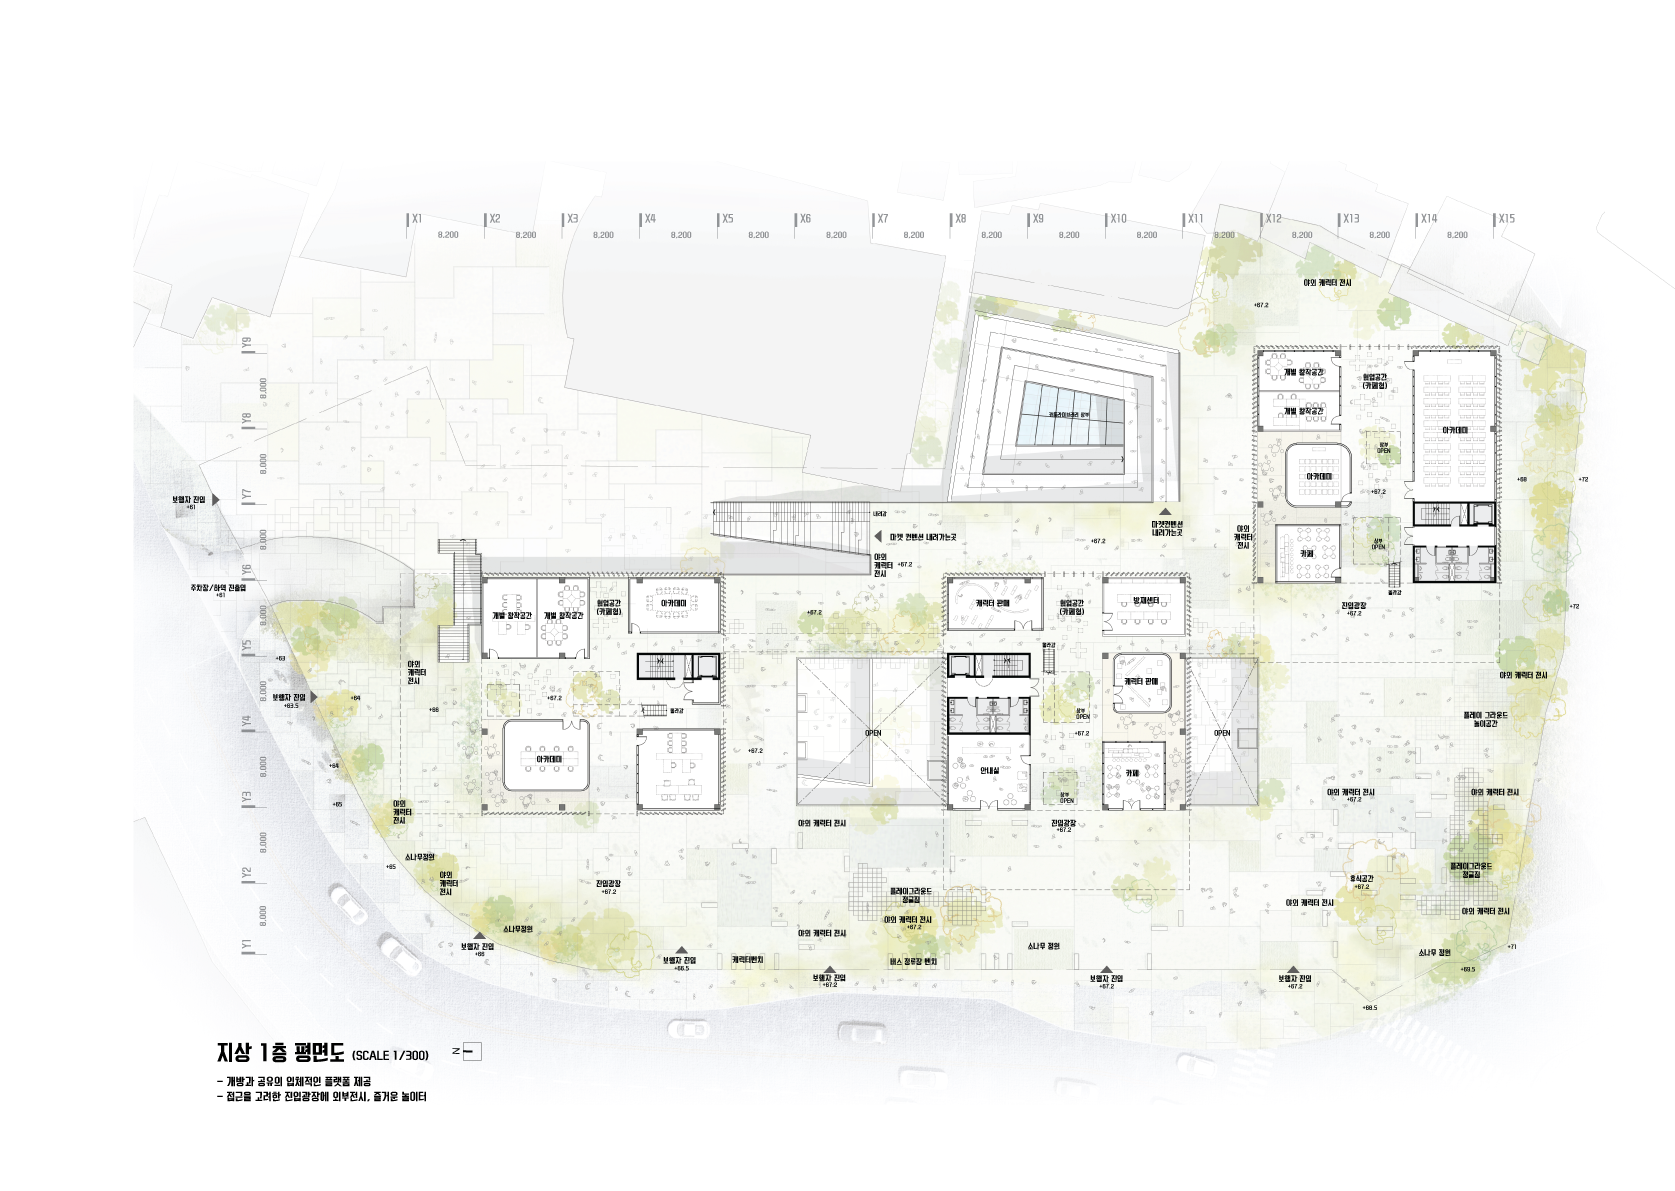 X1 X2 X3 X4 X5 X6 X7 X8 X9 X10 X11 X12 X13 X14 X15
8,200 8,200 8,200 8,200 8,200 8,200 8,200 8,200 8,200 8,200 8,200 8,200 8,200 8,200
Y9
8,000
Y8
8,000
Y7
8,000
Y6
8,000
Y5
8,000
Y4
8,000
Y3
8,000
Y2
8,000
Y1
야외 캐릭터 전시
+67.2
개별 창작공간
협업공간
(카페형)
개별 창작공간
아카데미
상부
OPEN
아카데미
+67.2
+68
+72
야외
캐릭터
전시
상부
OPEN
카페
올라감
진입광장
+67.2
+72
보행자 진입
+61
내려감
마켓 컨벤션 내려가는곳
마켓컨벤션
내려가는곳
+67.2
야외
캐릭터
전시
+67.2
주차장/하역 진출입
+61
개별 창작공간
개별 창작공간
협업공간
(카페형)
아카데미
+67.2
캐릭터 판매
협업공간
(카페형)
방재센터
+63
야외
캐릭터
전시
올라감
캐릭터 판매
야외 캐릭터 전시
보행자 진입
+63.5
+64
+66
+67.2
올라감
상부
OPEN
플레이 그라운드
놀이공간
OPEN
+67.2
OPEN
+67.2
아카데미
+64
안내실
카페
상부
OPEN
+65
야외
캐릭터
전시
야외 캐릭터 전시
+67.2
야외 캐릭터 전시
야외 캐릭터 전시
진입광장
+67.2
소나무정원
+65
야외
캐릭터
전시
진입광장
+67.2
플레이그라운드
정글짐
휴식공간
+67.2
플레이그라운드
정글짐
야외 캐릭터 전시
+67.2
야외 캐릭터 전시
야외 캐릭터 전시
소나무정원
야외 캐릭터 전시
보행자 진입
+66
보행자 진입
+66.5
캐릭터벤치
버스 정류장 벤치
소나무 정원
+71
소나무 정원
+69.5
보행자 진입
+67.2
보행자 진입
+67.2
보행자 진입
+67.2
+68.5
지상 1층 평면도 (SCALE 1/300)
N
- 개방과 공유의 입체적인 플랫폼 제공
- 접근을 고려한 진입광장에 외부전시, 즐거운 놀이터